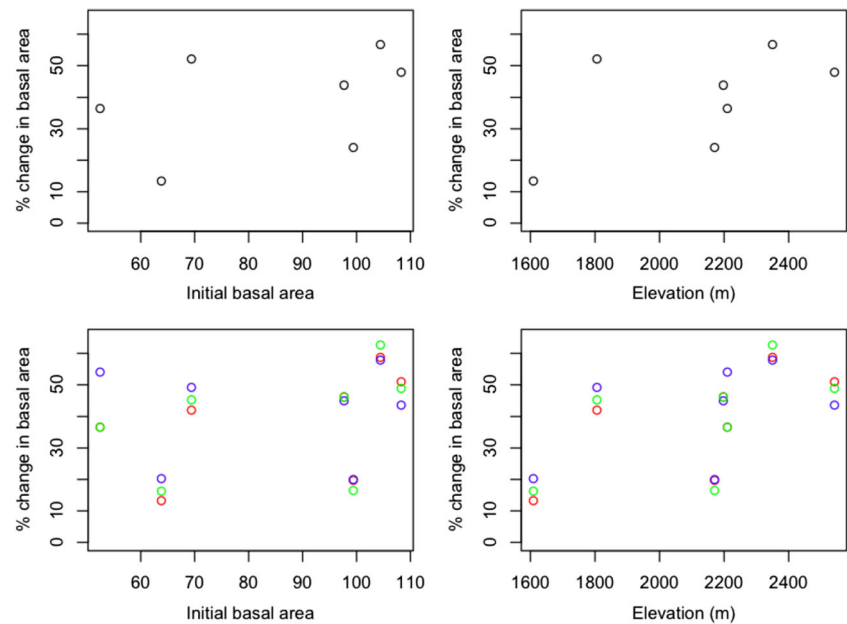 % change in basal area
0 10 30 50
60 70 80 90 100 110
Initial basal area
% change in basal area
0 10 30 50
1600 1800 2000 2200 2400
Elevation (m)
% change in basal area
0 10 30 50
60 70 80 90 100 110
Initial basal area
% change in basal area
0 10 30 50
1600 1800 2000 2200 2400
Elevation (m)